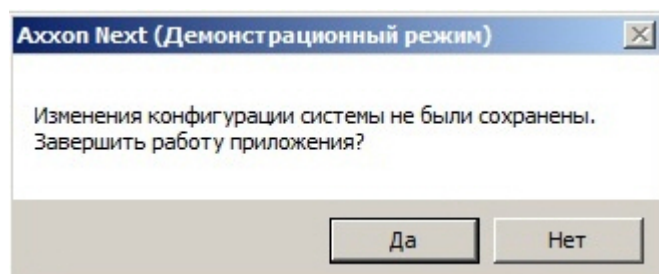 Axxon Next (Демонстрационный режим)
Изменения конфигурации системы не были сохранены.
Завершить работу приложения?
Да
Нет